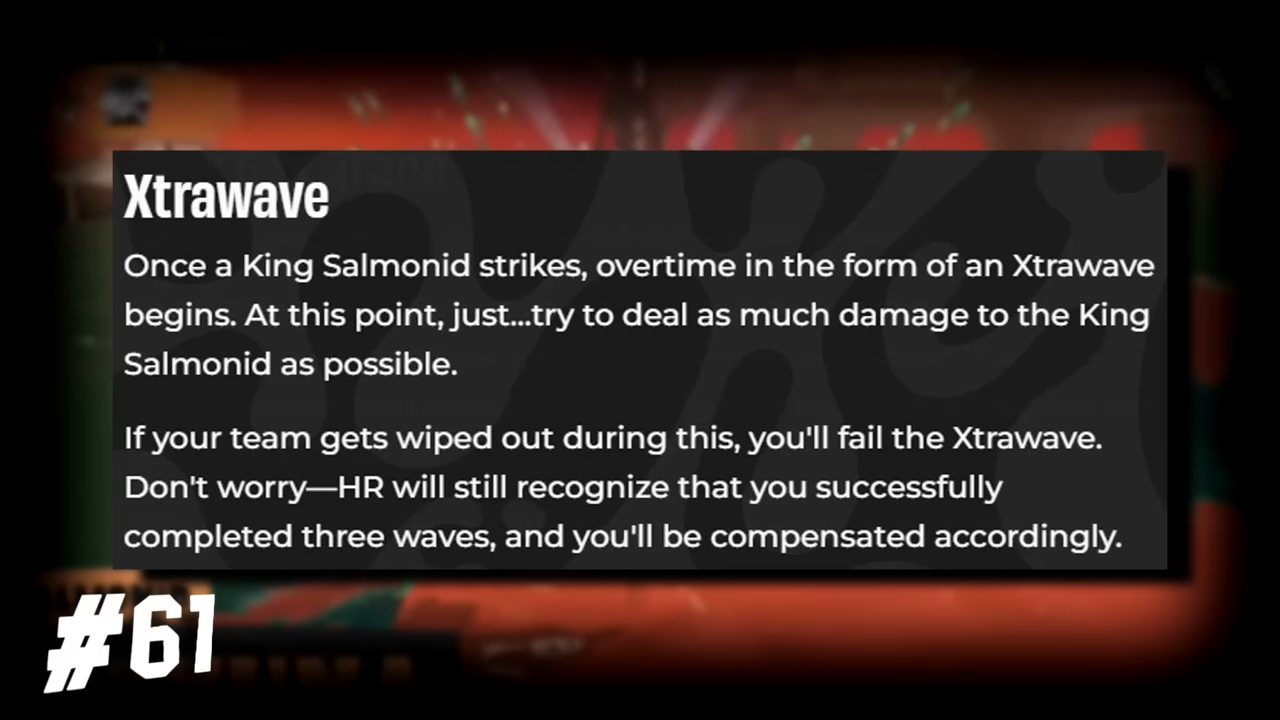 Xtrawave
Once a King Salmonid strikes, overtime in the form of an Xtrawave
begins. At this point, just...try to deal as much damage to the King
Salmonid as possible.
If your team gets wiped out during this, you'll fail the Xtrawave.
Don't worry—HR will still recognize that you successfully
completed three waves, and you'll be compensated accordingly.
#61